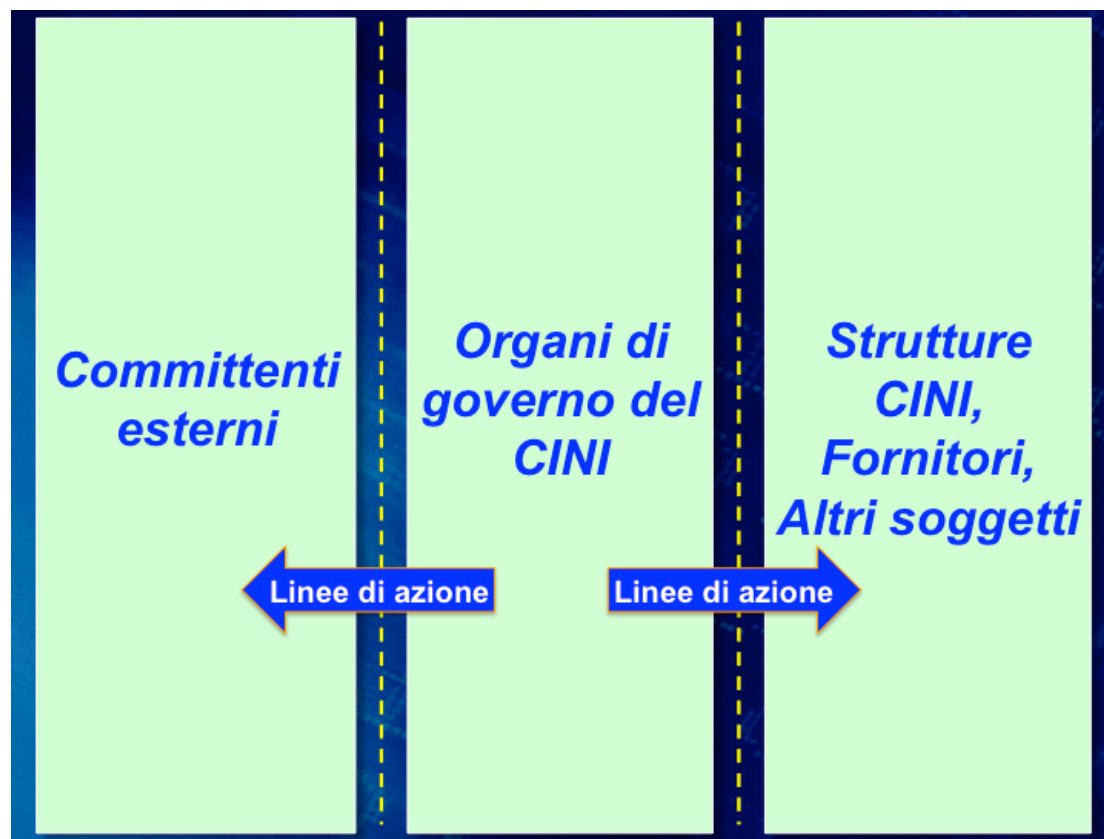 Committenti
esterni
Organi di
governo del
CINI
Strutture
CINI,
Fornitori,
Altri soggetti
Linee di azione
Linee di azione